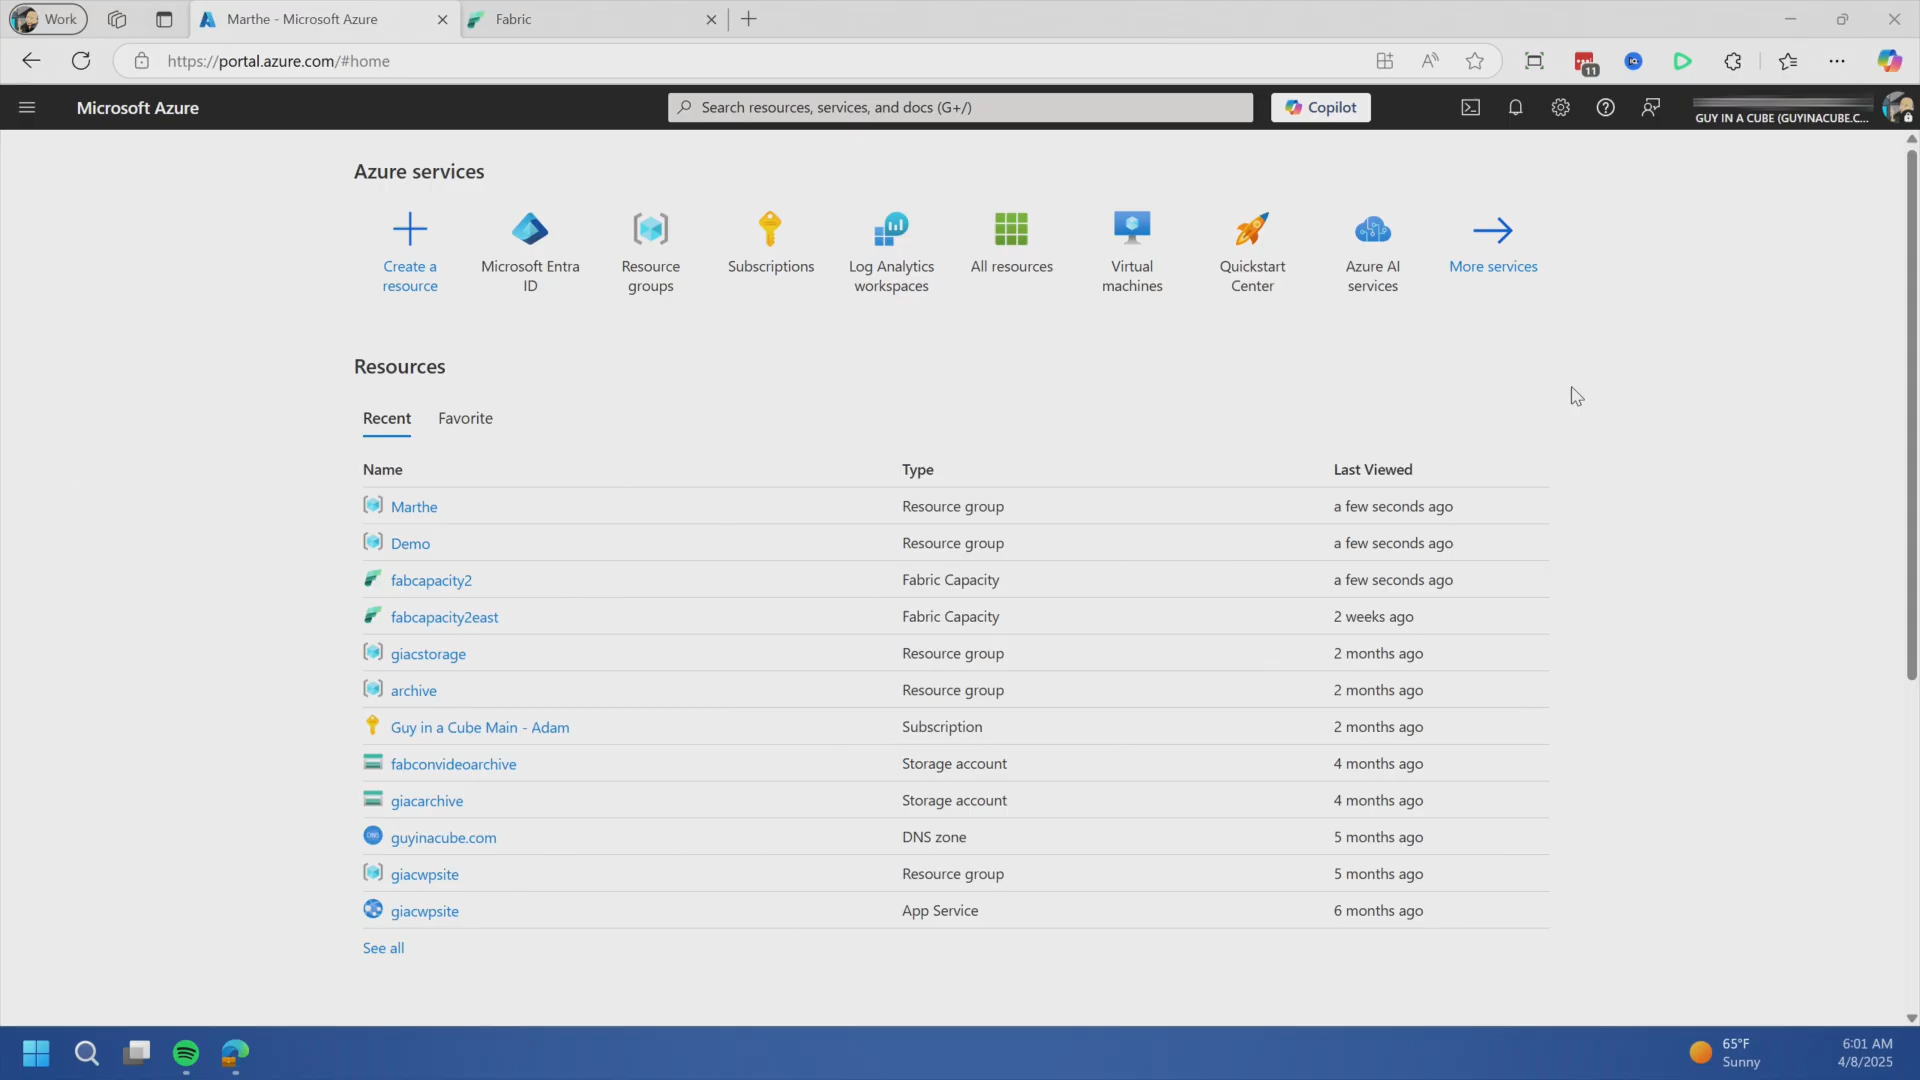 Work
Marthe - Microsoft Azure
Fabric
https://portal.azure.com/#home
11
Microsoft Azure
Search resources, services, and docs (G+/)
Copilot
GUY IN A CUBE (GUYINACUBE.C...
Azure services
Create a resource
Microsoft Entra ID
Resource groups
Subscriptions
Log Analytics workspaces
All resources
Virtual machines
Quickstart Center
Azure AI services
More services
Resources
Recent Favorite
Name Type Last Viewed
Marthe Resource group a few seconds ago
Demo Resource group a few seconds ago
fabcapacity2 Fabric Capacity a few seconds ago
fabcapacity2east Fabric Capacity 2 weeks ago
giacstorage Resource group 2 months ago
archive Resource group 2 months ago
Guy in a Cube Main - Adam Subscription 2 months ago
fabconvideoarchive Storage account 4 months ago
giacarchive Storage account 4 months ago
guyinacube.com DNS zone 5 months ago
giacwpsite Resource group 5 months ago
giacwpsite App Service 6 months ago
See all
65°F
Sunny
6:01 AM
4/8/2025